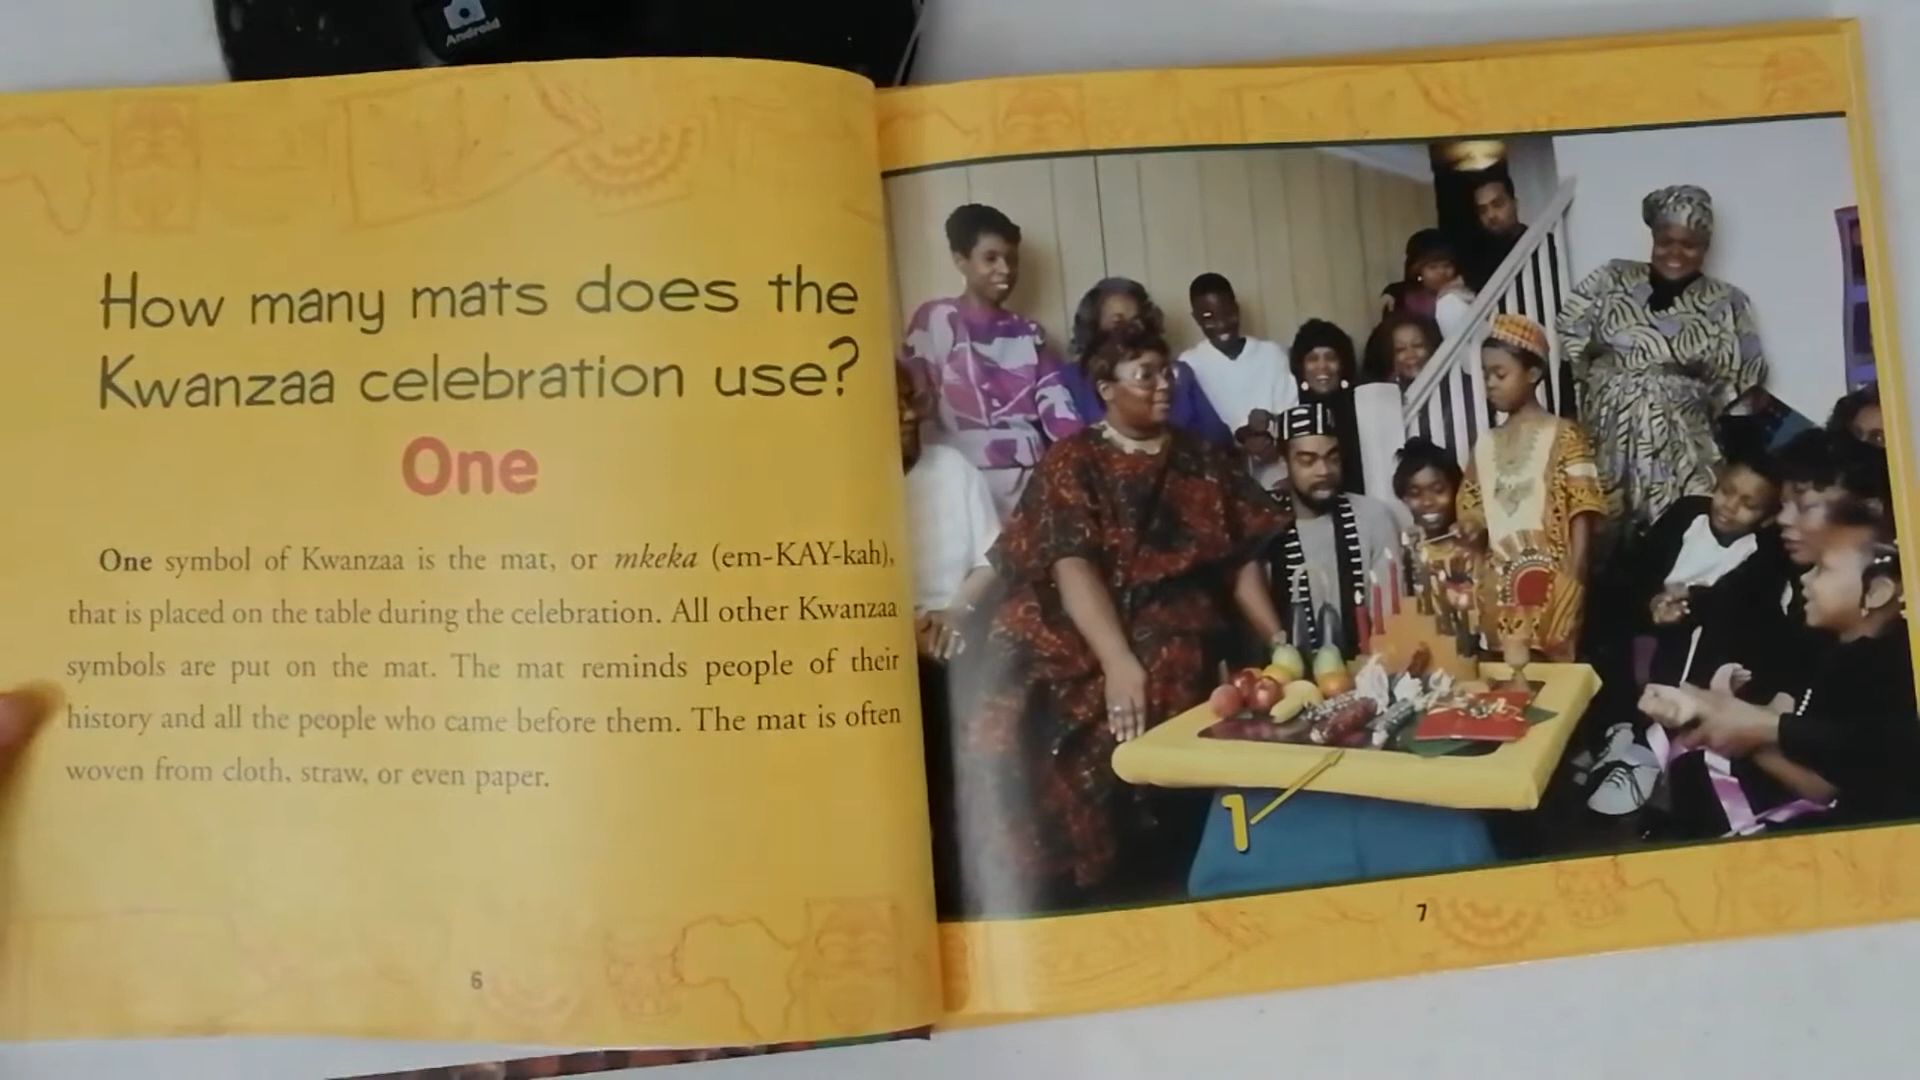 Android
How many mats does the
Kwanzaa celebration use?
One
One symbol of Kwanzaa is the mat, or mkeka (em-KAY-kah),
that is placed on the table during the celebration. All other Kwanzaa
symbols are put on the mat. The mat reminds people of their
history and all the people who came before them. The mat is often
woven from cloth, straw, or even paper.
6
1
7